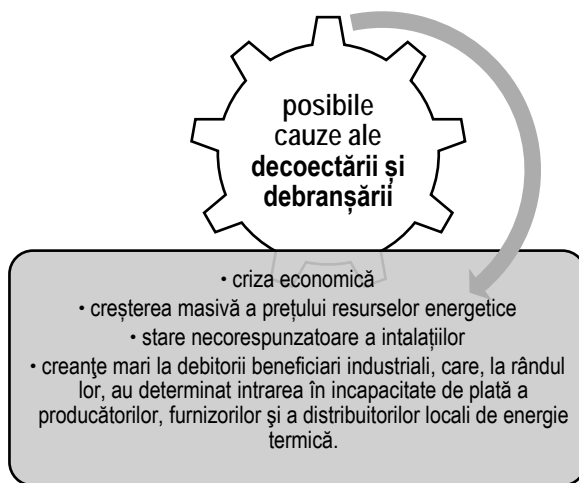 posibile
cauze ale
decoectării și
debranșării
• criza economică
• creșterea masivă a prețului resurselor energetice
• stare necorespunzatoare a intalațiilor
• creanţe mari la debitorii beneficiari industriali, care, la rândul
lor, au determinat intrarea în incapacitate de plată a
producătorilor, furnizorilor şi a distribuitorilor locali de energie
termică.